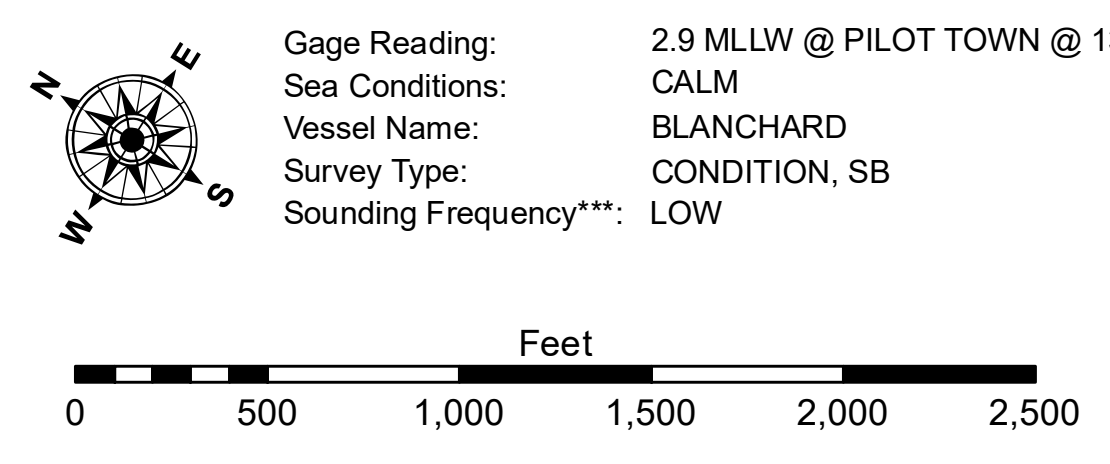 N
E
S
W
Gage Reading: 2.9 MLLW @ PILOT TOWN @
Sea Conditions: CALM
Vessel Name: BLANCHARD
Survey Type: CONDITION, SB
Sounding Frequency***: LOW
Feet
0 500 1,000 1,500 2,000 2,500